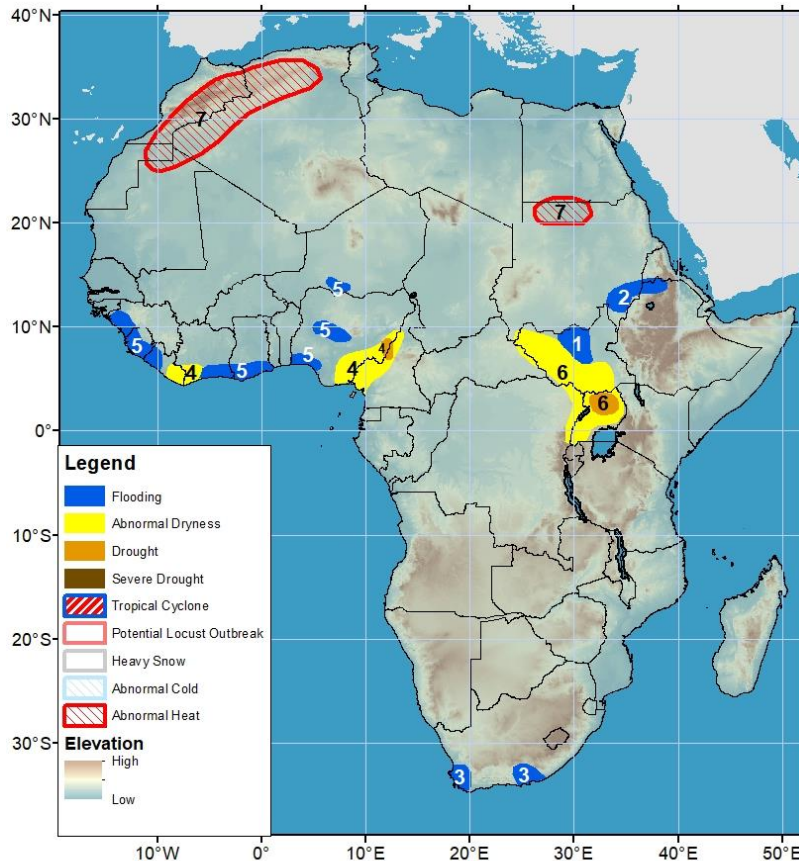 40°N
30°N
7
7
20°N
5
2
10°N
5
1
5
5
4
4
4
5
6
6
0°
Legend
Flooding
Abnormal Dryness
Drought
Severe Drought
Tropical Cyclone
Potential Locust Outbreak
Heavy Snow
Abnormal Cold
Abnormal Heat
Elevation
High
Low
10°S
20°S
30°S
3
3
10°W
0°
10°E
20°E
30°E
40°E
50°E